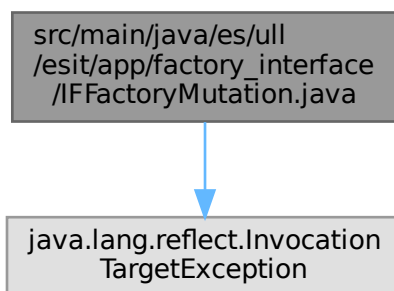 src/main/java/es/ull
/esit/app/factory_interface
/IFFactoryMutation.java
java.lang.reflect.Invocation
TargetException